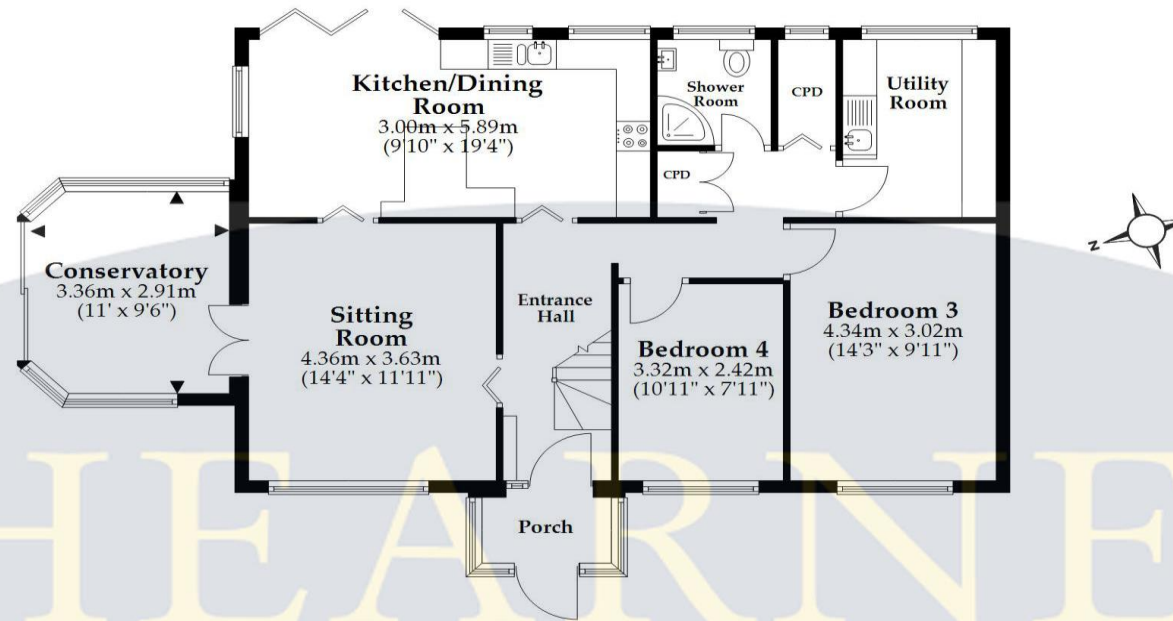 Kitchen/Dining
Room
3.00m x 5.89m
(9'10" x 19'4")
Shower
Room
CPD
Utility
Room
CPD
Conservatory
3.36m x 2.91m
(11' x 9'6")
Sitting
Room
4.36m x 3.63m
(14'4" x 11'11")
Entrance
Hall
Bedroom 4
3.32m x 2.42m
(10'11" x 7'11")
Bedroom 3
4.34m x 3.02m
(14'3" x 9'11")
Porch
HEARNE
N